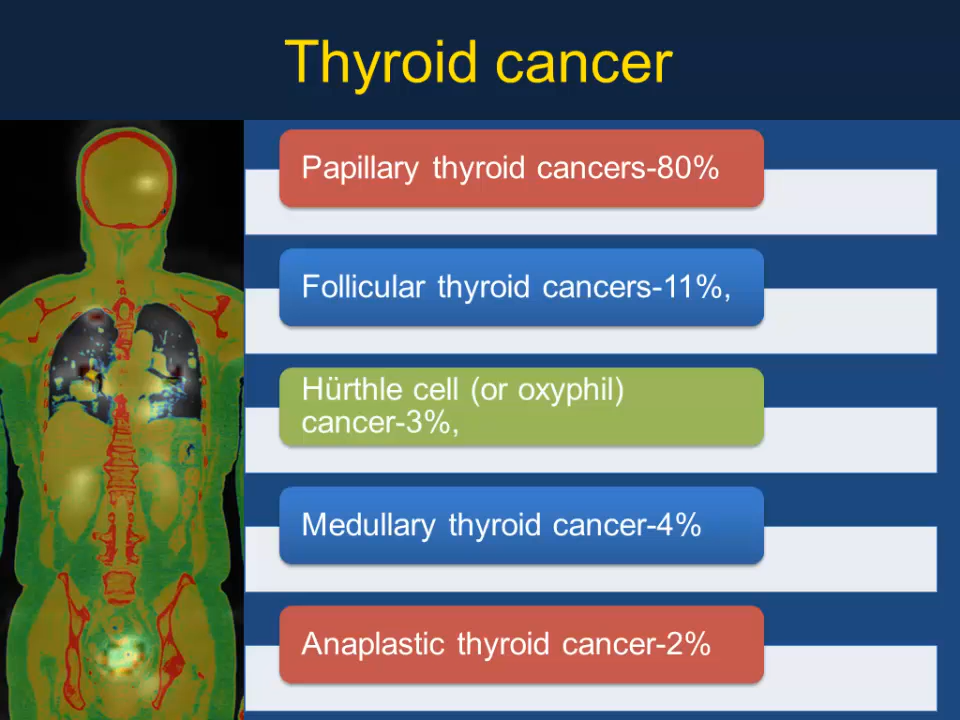 Thyroid cancer
Papillary thyroid cancers-80%
Follicular thyroid cancers-11%,
Hürthle cell (or oxyphil)
cancer-3%,
Medullary thyroid cancer-4%
Anaplastic thyroid cancer-2%